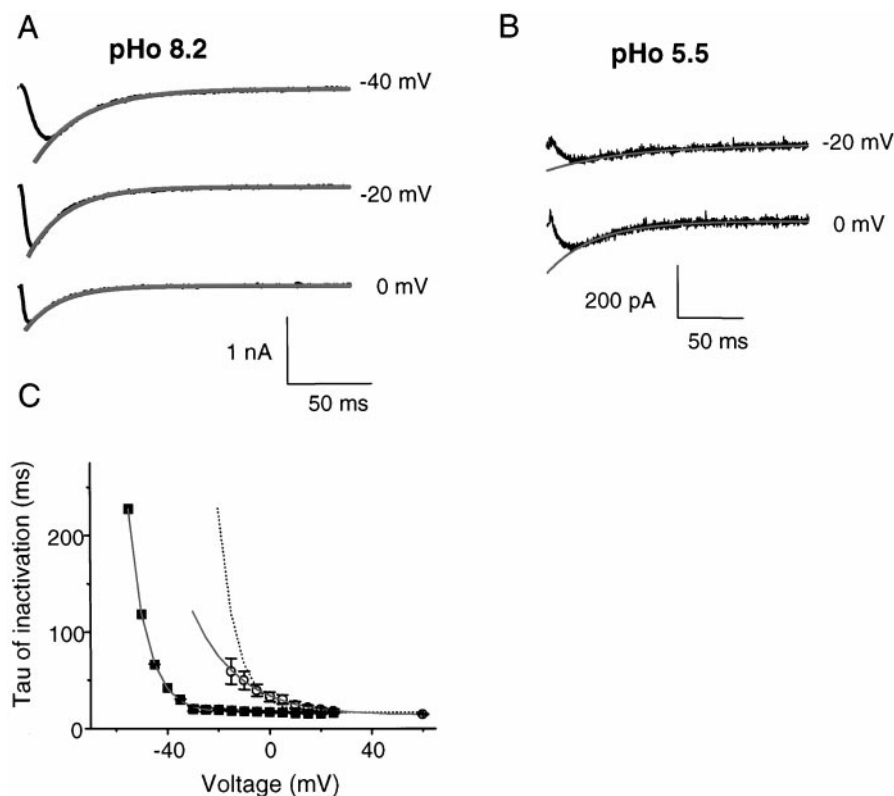 A
pHo 8.2
-40 mV
-20 mV
0 mV
1 nA
50 ms
B
pHo 5.5
-20 mV
0 mV
200 pA
50 ms
C
Tau of inactivation (ms)
200
100
0
-40
0
40
Voltage (mV)